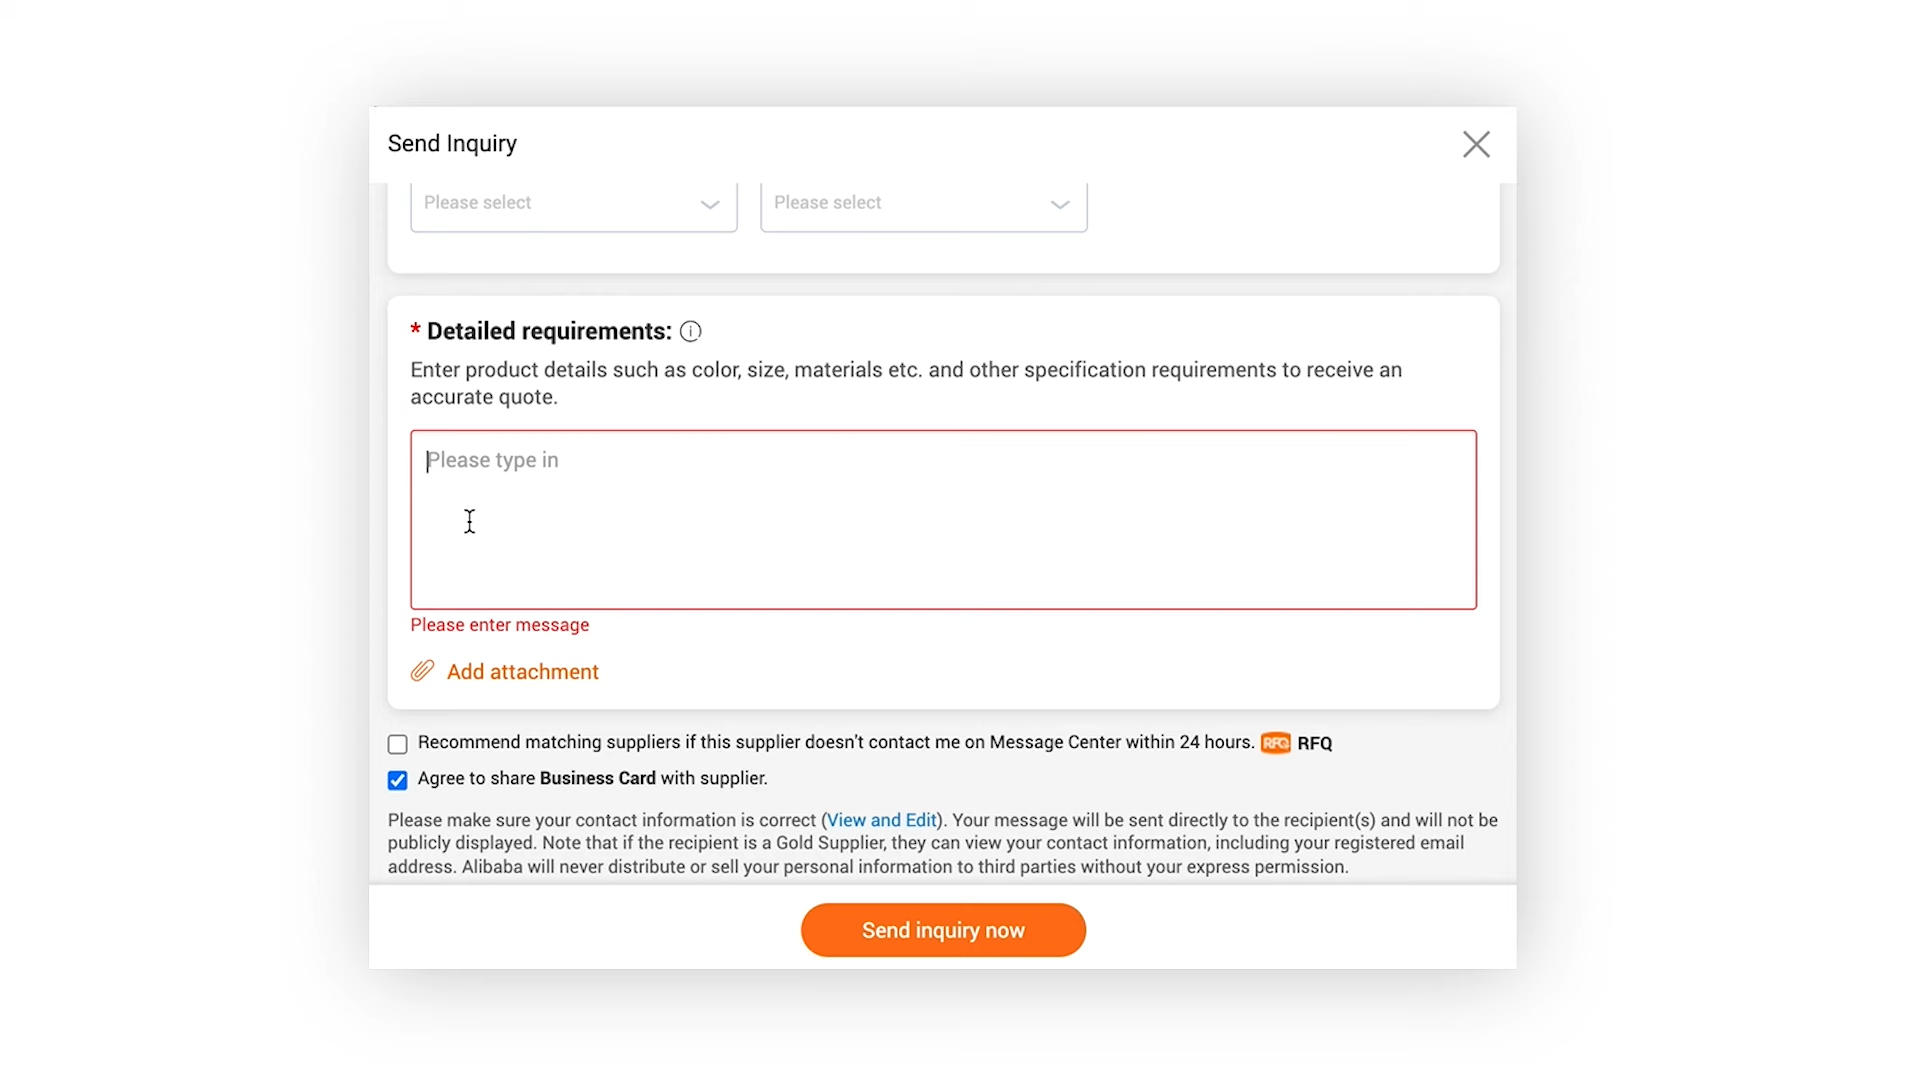 Send Inquiry
Please select
Please select
* Detailed requirements:
Enter product details such as color, size, materials etc. and other specification requirements to receive an
accurate quote.
Please type in
Please enter message
Add attachment
Recommend matching suppliers if this supplier doesn't contact me on Message Center within 24 hours. RFQ RFQ
Agree to share Business Card with supplier.
Please make sure your contact information is correct (View and Edit). Your message will be sent directly to the recipient(s) and will not be
publicly displayed. Note that if the recipient is a Gold Supplier, they can view your contact information, including your registered email
address. Alibaba will never distribute or sell your personal information to third parties without your express permission.
Send inquiry now